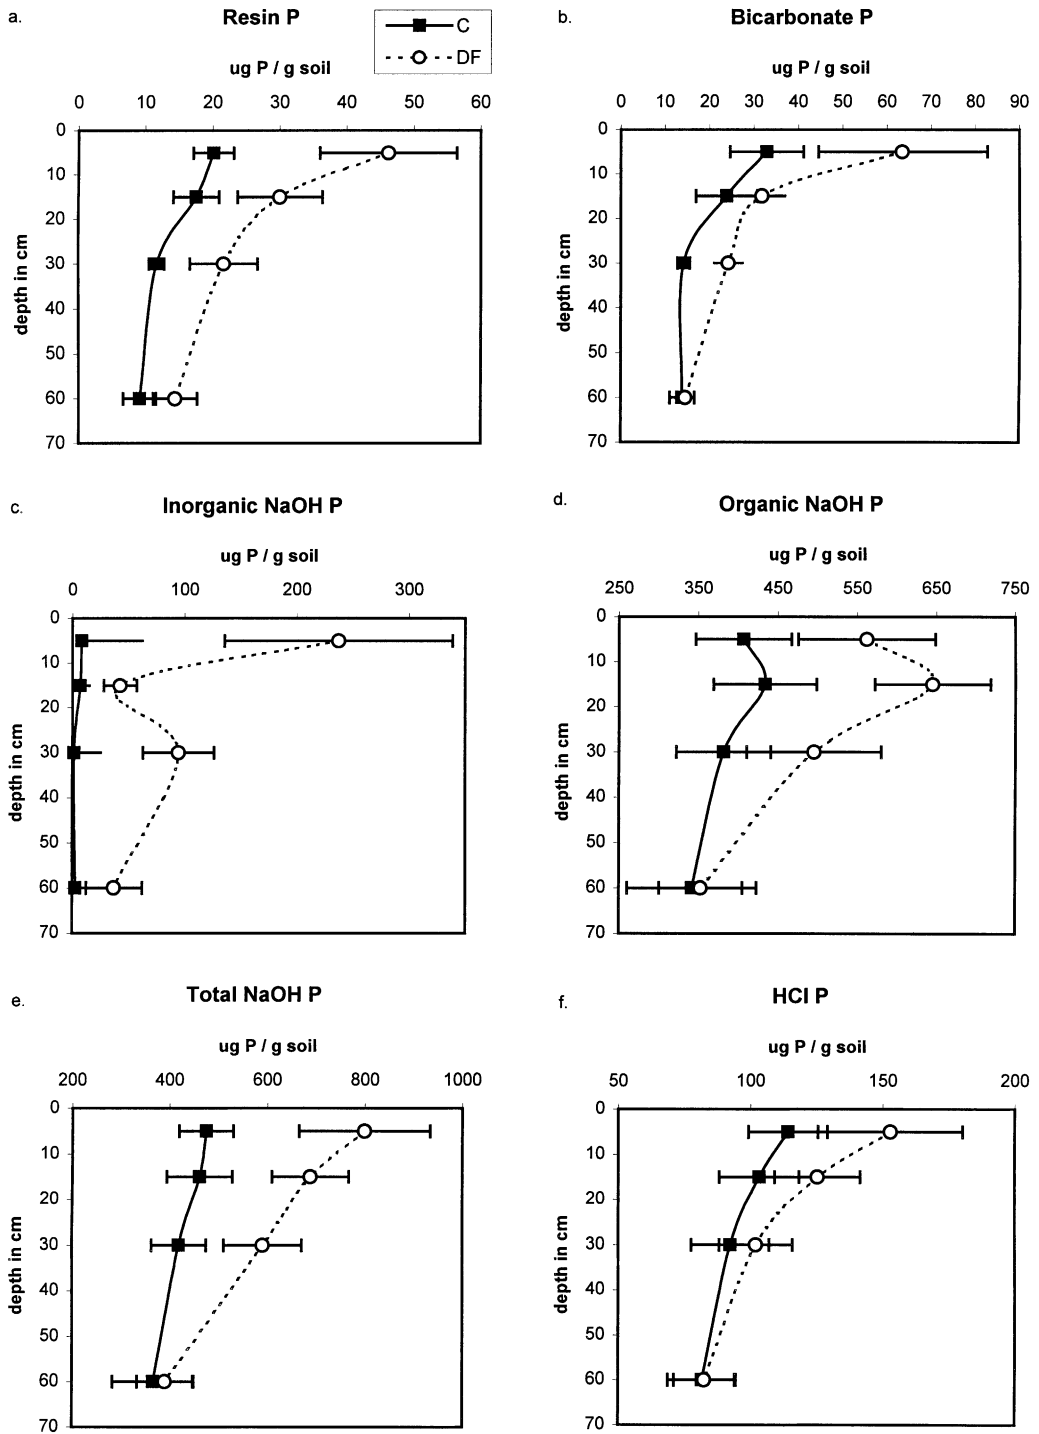 a.
Resin P
C
DF
ug P / g soil
0 10 20 30 40 50 60
0
10
20
30
40
50
60
70
depth in cm
b.
Bicarbonate P
ug P / g soil
0 10 20 30 40 50 60 70 80 90
0
10
20
30
40
50
60
70
depth in cm
c.
Inorganic NaOH P
ug P / g soil
0 100 200 300
0
10
20
30
40
50
60
70
depth in cm
d.
Organic NaOH P
ug P / g soil
250 350 450 550 650 750
0
10
20
30
40
50
60
70
depth in cm
e.
Total NaOH P
ug P / g soil
200 400 600 800 1000
0
10
20
30
40
50
60
70
depth in cm
f.
HCl P
ug P / g soil
50 100 150 200
0
10
20
30
40
50
60
70
depth in cm